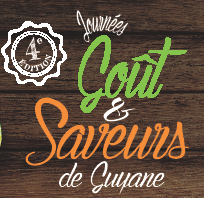 Journées
4e
ÉDITION
Goût
&
Saveurs
de Guyane